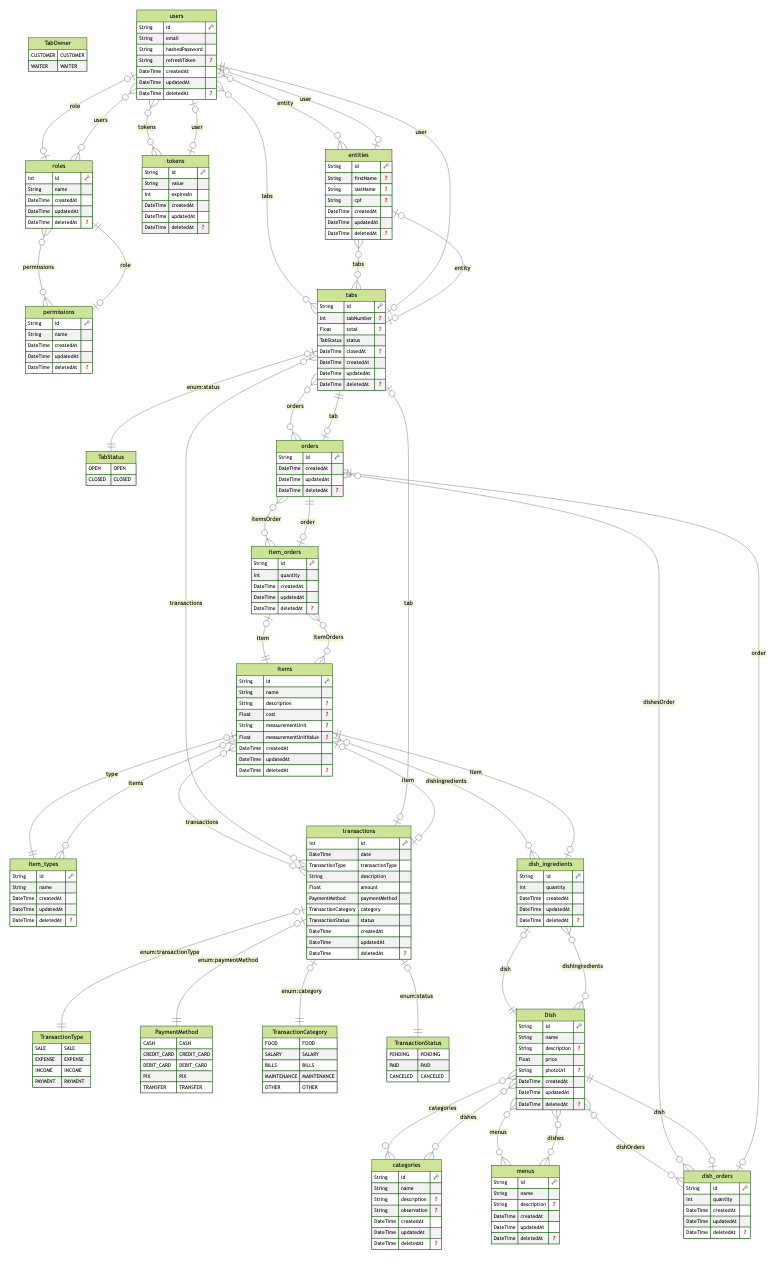 users
String id
String email
String hashedPassword
String refreshToken ?
DateTime createdAt
DateTime updatedAt
DateTime deletedAt ?
TabOwner
CUSTOMER CUSTOMER
WAITER WAITER
role
users
tokens
user
entity
user
user
tabs
roles
Int id
String name
DateTime createdAt
DateTime updatedAt
DateTime deletedAt ?
tokens
String id
String value
Int expiresIn
DateTime createdAt
DateTime updatedAt
DateTime deletedAt ?
entities
String id
String firstName ?
String lastName ?
String cpf ?
DateTime createdAt
DateTime updatedAt
DateTime deletedAt ?
permissions
role
tabs
entity
permissions
String id
String name
DateTime createdAt
DateTime updatedAt
DateTime deletedAt ?
tabs
String id
Int tabNumber ?
Float total ?
TabStatus status
DateTime closedAt ?
DateTime createdAt
DateTime updatedAt
DateTime deletedAt ?
enum:status
orders
tab
TabStatus
OPEN OPEN
CLOSED CLOSED
orders
String id
DateTime createdAt
DateTime updatedAt
DateTime deletedAt ?
itemsOrder
order
item_orders
String id
Int quantity
DateTime createdAt
DateTime updatedAt
DateTime deletedAt ?
transactions
tab
item
itemOrders
order
dishesOrder
items
String id
String name
String description ?
Float cost ?
String measurementUnit ?
Float measurementUnitValue ?
DateTime createdAt
DateTime updatedAt
DateTime deletedAt ?
type
items
transactions
item
dishIngredients
item
transactions
Int id
DateTime date
TransactionType transactionType
String description
Float amount
PaymentMethod paymentMethod
TransactionCategory category
TransactionStatus status
DateTime createdAt
DateTime updatedAt
DateTime deletedAt ?
item_types
String id
String name
DateTime createdAt
DateTime updatedAt
DateTime deletedAt ?
dish_ingredients
String id
Int quantity
DateTime createdAt
DateTime updatedAt
DateTime deletedAt ?
enum:transactionType
enum:paymentMethod
enum:category
enum:status
dish
dishIngredients
TransactionType
SALE SALE
EXPENSE EXPENSE
INCOME INCOME
PAYMENT PAYMENT
PaymentMethod
CASH CASH
CREDIT_CARD CREDIT_CARD
DEBIT_CARD DEBIT_CARD
PIX PIX
TRANSFER TRANSFER
TransactionCategory
FOOD FOOD
SALARY SALARY
BILLS BILLS
MAINTENANCE MAINTENANCE
OTHER OTHER
TransactionStatus
PENDING PENDING
PAID PAID
CANCELED CANCELED
Dish
String id
String name
String description ?
Float price
String photoUrl ?
DateTime createdAt
DateTime updatedAt
DateTime deletedAt ?
categories
dishes
menus
dishes
dishOrders
dish
categories
String id
String name
String description ?
String observation ?
DateTime createdAt
DateTime updatedAt
DateTime deletedAt ?
menus
String id
String name
String description ?
DateTime createdAt
DateTime updatedAt
DateTime deletedAt ?
dish_orders
String id
Int quantity
DateTime createdAt
DateTime updatedAt
DateTime deletedAt ?